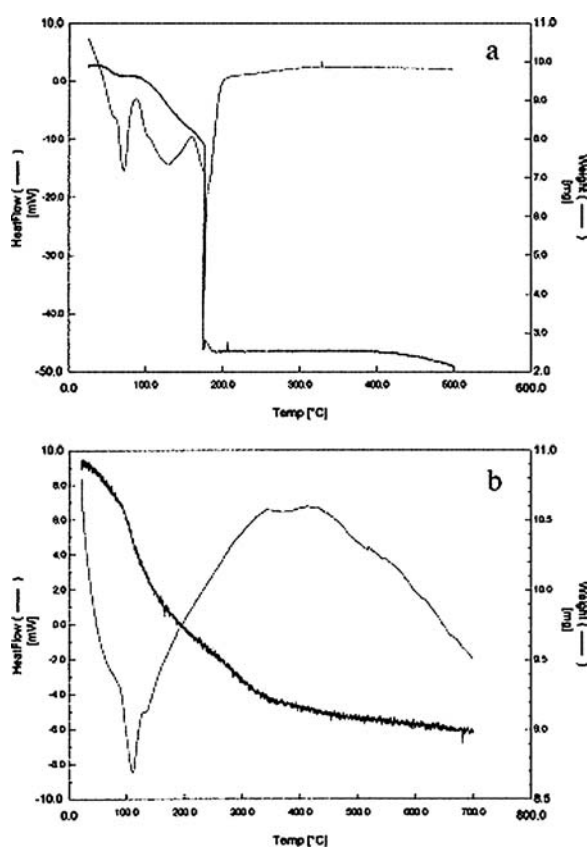 a
10.0
0.0
-10.0
-20.0
-30.0
-40.0
-50.0
HeatFlow ( — )
[mW]
11.0
10.0
9.0
8.0
7.0
6.0
5.0
4.0
3.0
2.0
Weight ( — )
[mg]
0.0 100.0 200.0 300.0 400.0 500.0 600.0
Temp [°C]
b
10.0
8.0
6.0
4.0
2.0
0.0
-2.0
-4.0
-6.0
-8.0
-10.0
HeatFlow ( — )
[mW]
11.0
10.5
10.0
9.5
9.0
8.5
Weight ( — )
[mg]
0.0 100.0 200.0 300.0 400.0 500.0 600.0 700.0 800.0
Temp [°C]